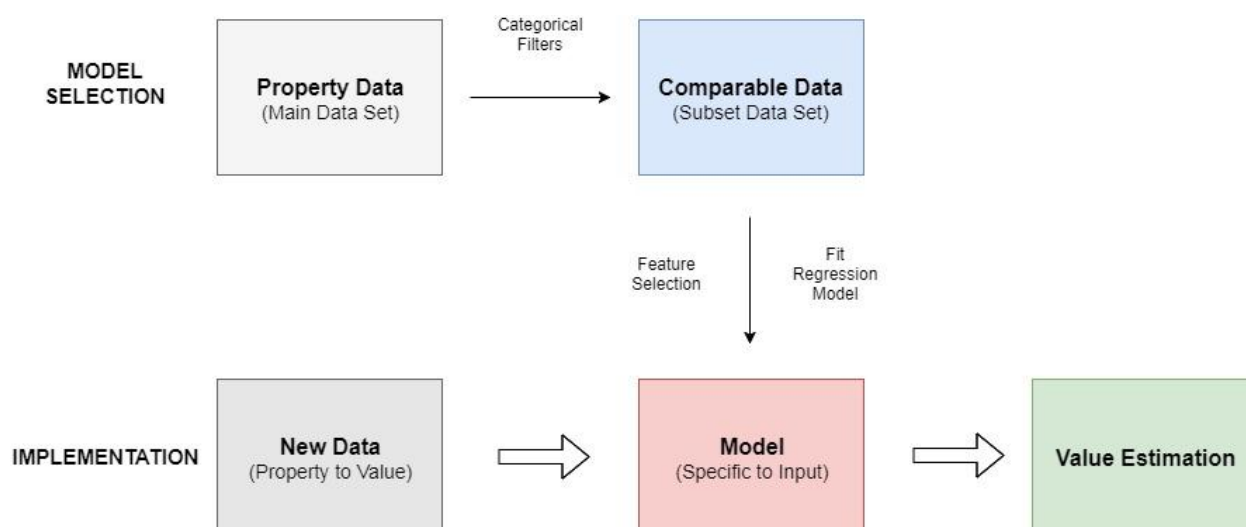 Categorical
Filters
MODEL
SELECTION
Property Data
(Main Data Set)
Comparable Data
(Subset Data Set)
Feature
Selection
Fit
Regression
Model
IMPLEMENTATION
New Data
(Property to Value)
Model
(Specific to Input)
Value Estimation